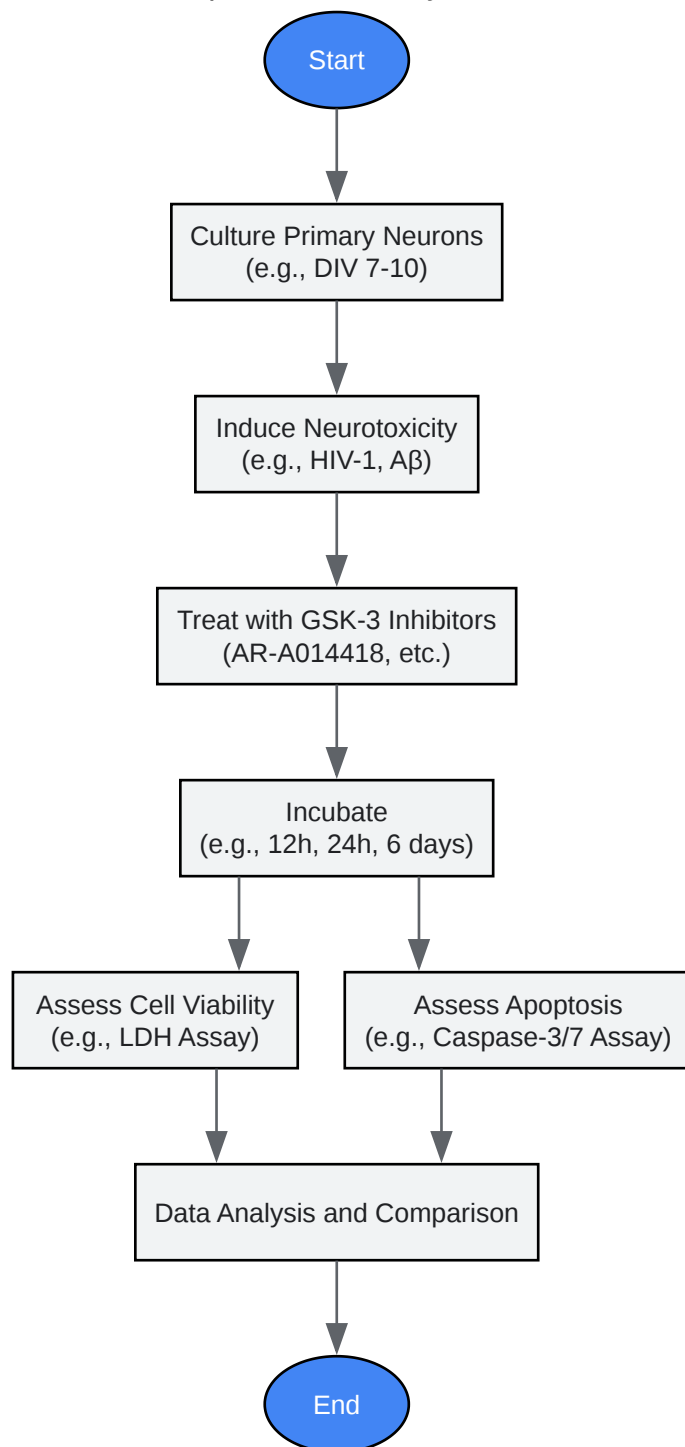 Start
Culture Primary Neurons
(e.g., DIV 7-10)
Induce Neurotoxicity
(e.g., HIV-1, Aβ)
Treat with GSK-3 Inhibitors
(AR-A014418, etc.)
Incubate
(e.g., 12h, 24h, 6 days)
Assess Cell Viability
(e.g., LDH Assay)
Assess Apoptosis
(e.g., Caspase-3/7 Assay)
Data Analysis and Comparison
End